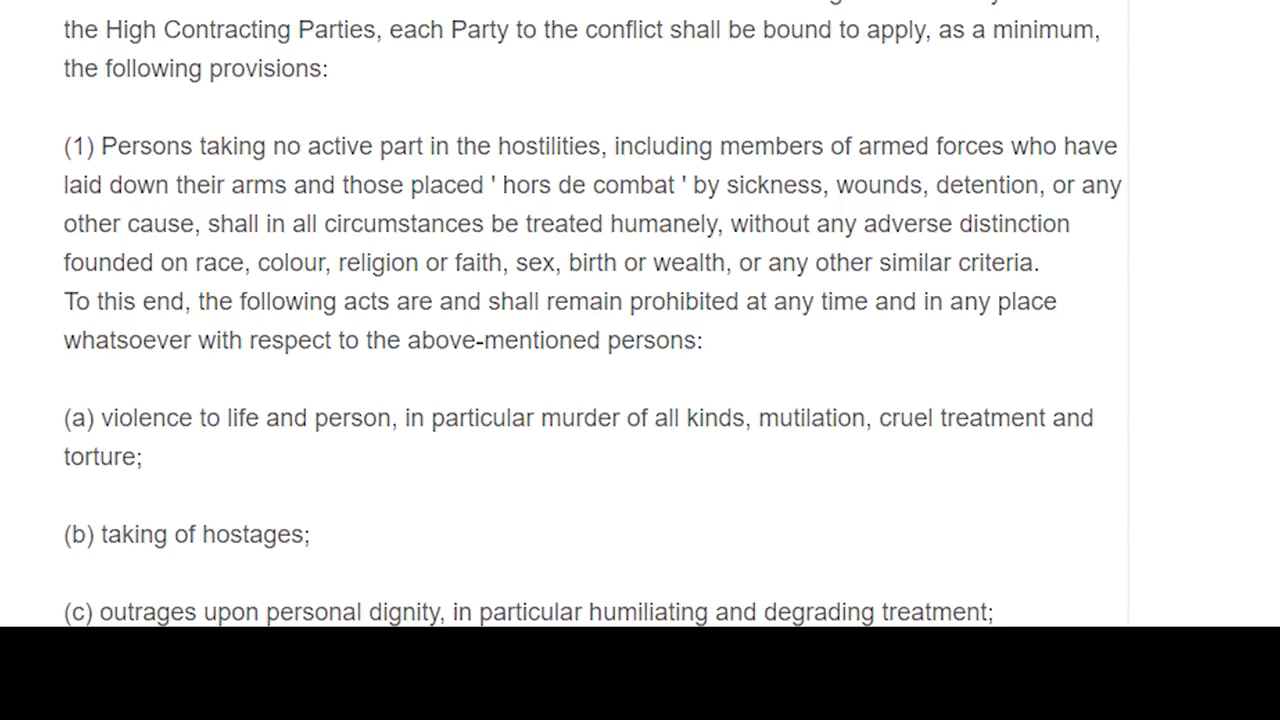 the High Contracting Parties, each Party to the conflict shall be bound to apply, as a minimum,
the following provisions:
(1) Persons taking no active part in the hostilities, including members of armed forces who have
laid down their arms and those placed ' hors de combat ' by sickness, wounds, detention, or any
other cause, shall in all circumstances be treated humanely, without any adverse distinction
founded on race, colour, religion or faith, sex, birth or wealth, or any other similar criteria.
To this end, the following acts are and shall remain prohibited at any time and in any place
whatsoever with respect to the above-mentioned persons:
(a) violence to life and person, in particular murder of all kinds, mutilation, cruel treatment and
torture;
(b) taking of hostages;
(c) outrages upon personal dignity, in particular humiliating and degrading treatment;